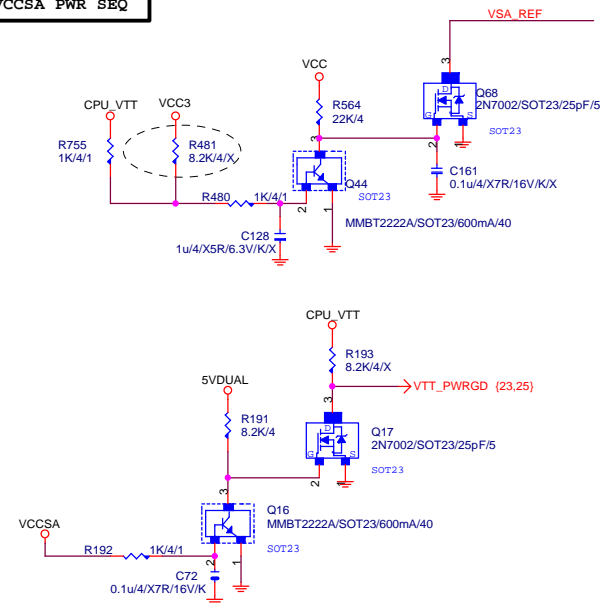 VCCSA PWR SEQ
VSA_REF
3
VCC
D
Q68
2N7002/SOT23/25pF/5
G
S
SOT23
2
1
R564
22K/4
CPU_VTT
VCC3
R755
1K/4/1
R481
8.2K/4/X
3
Q44
SOT23
C161
0.1u/4/X7R/16V/K/X
R480
1K/4/1
2
1
MMBT2222A/SOT23/600mA/40
C128
1u/4/X5R/6.3V/K/X
CPU_VTT
R193
8.2K/4/X
5VDUAL
VTT_PWRGD {23,25}
R191
8.2K/4
3
D
Q17
2N7002/SOT23/25pF/5
G
S
SOT23
2
1
3
Q16
MMBT2222A/SOT23/600mA/40
VCCSA
SOT23
R192
1K/4/1
2
1
C72
0.1u/4/X7R/16V/K